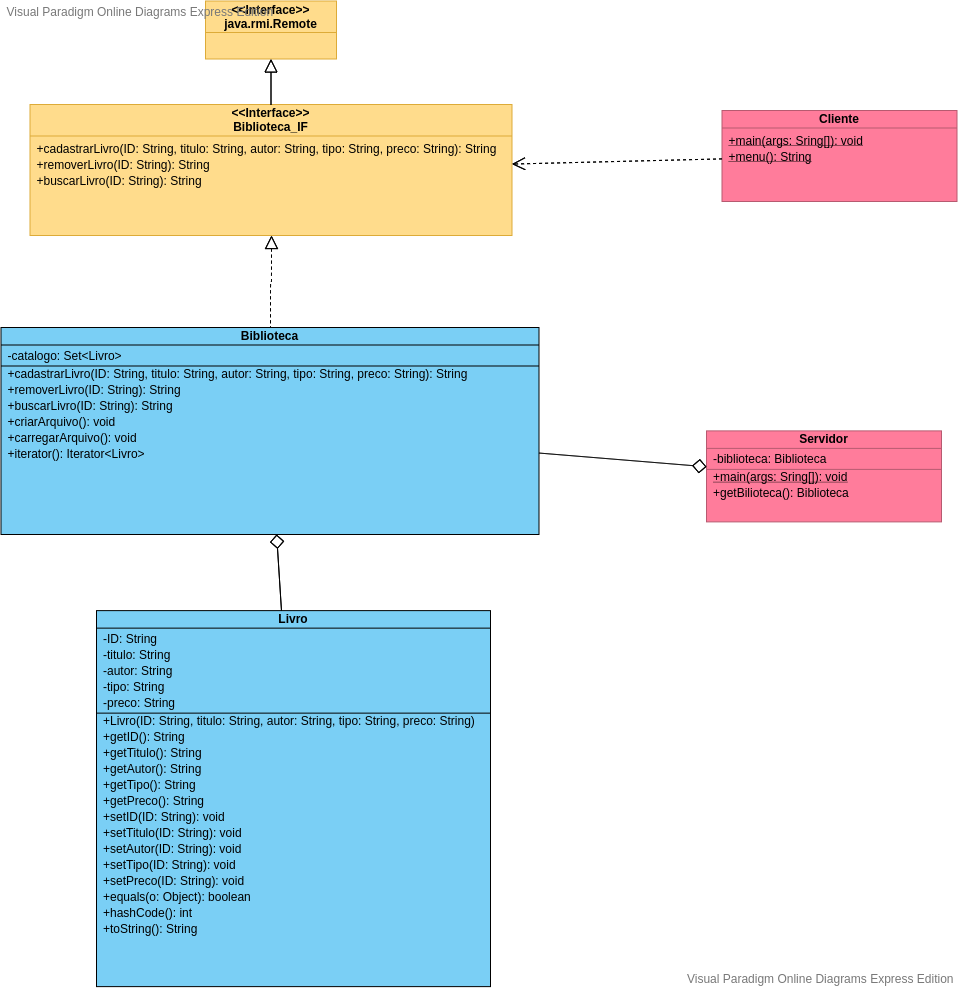 Visual Paradigm Online Diagrams Express Edition
<<Interface>>
java.rmi.Remote
<<Interface>>
Biblioteca_IF
+cadastrarLivro(ID: String, titulo: String, autor: String, tipo: String, preco: String): String
+removerLivro(ID: String): String
+buscarLivro(ID: String): String
Cliente
+main(args: Sring[]): void
+menu(): String
Biblioteca
-catalogo: Set<Livro>
+cadastrarLivro(ID: String, titulo: String, autor: String, tipo: String, preco: String): String
+removerLivro(ID: String): String
+buscarLivro(ID: String): String
+criarArquivo(): void
+carregarArquivo(): void
+iterator(): Iterator<Livro>
Servidor
-biblioteca: Biblioteca
+main(args: Sring[]): void
+getBilioteca(): Biblioteca
Livro
-ID: String
-titulo: String
-autor: String
-tipo: String
-preco: String
+Livro(ID: String, titulo: String, autor: String, tipo: String, preco: String)
+getID(): String
+getTitulo(): String
+getAutor(): String
+getTipo(): String
+getPreco(): String
+setID(ID: String): void
+setTitulo(ID: String): void
+setAutor(ID: String): void
+setTipo(ID: String): void
+setPreco(ID: String): void
+equals(o: Object): boolean
+hashCode(): int
+toString(): String
Visual Paradigm Online Diagrams Express Edition